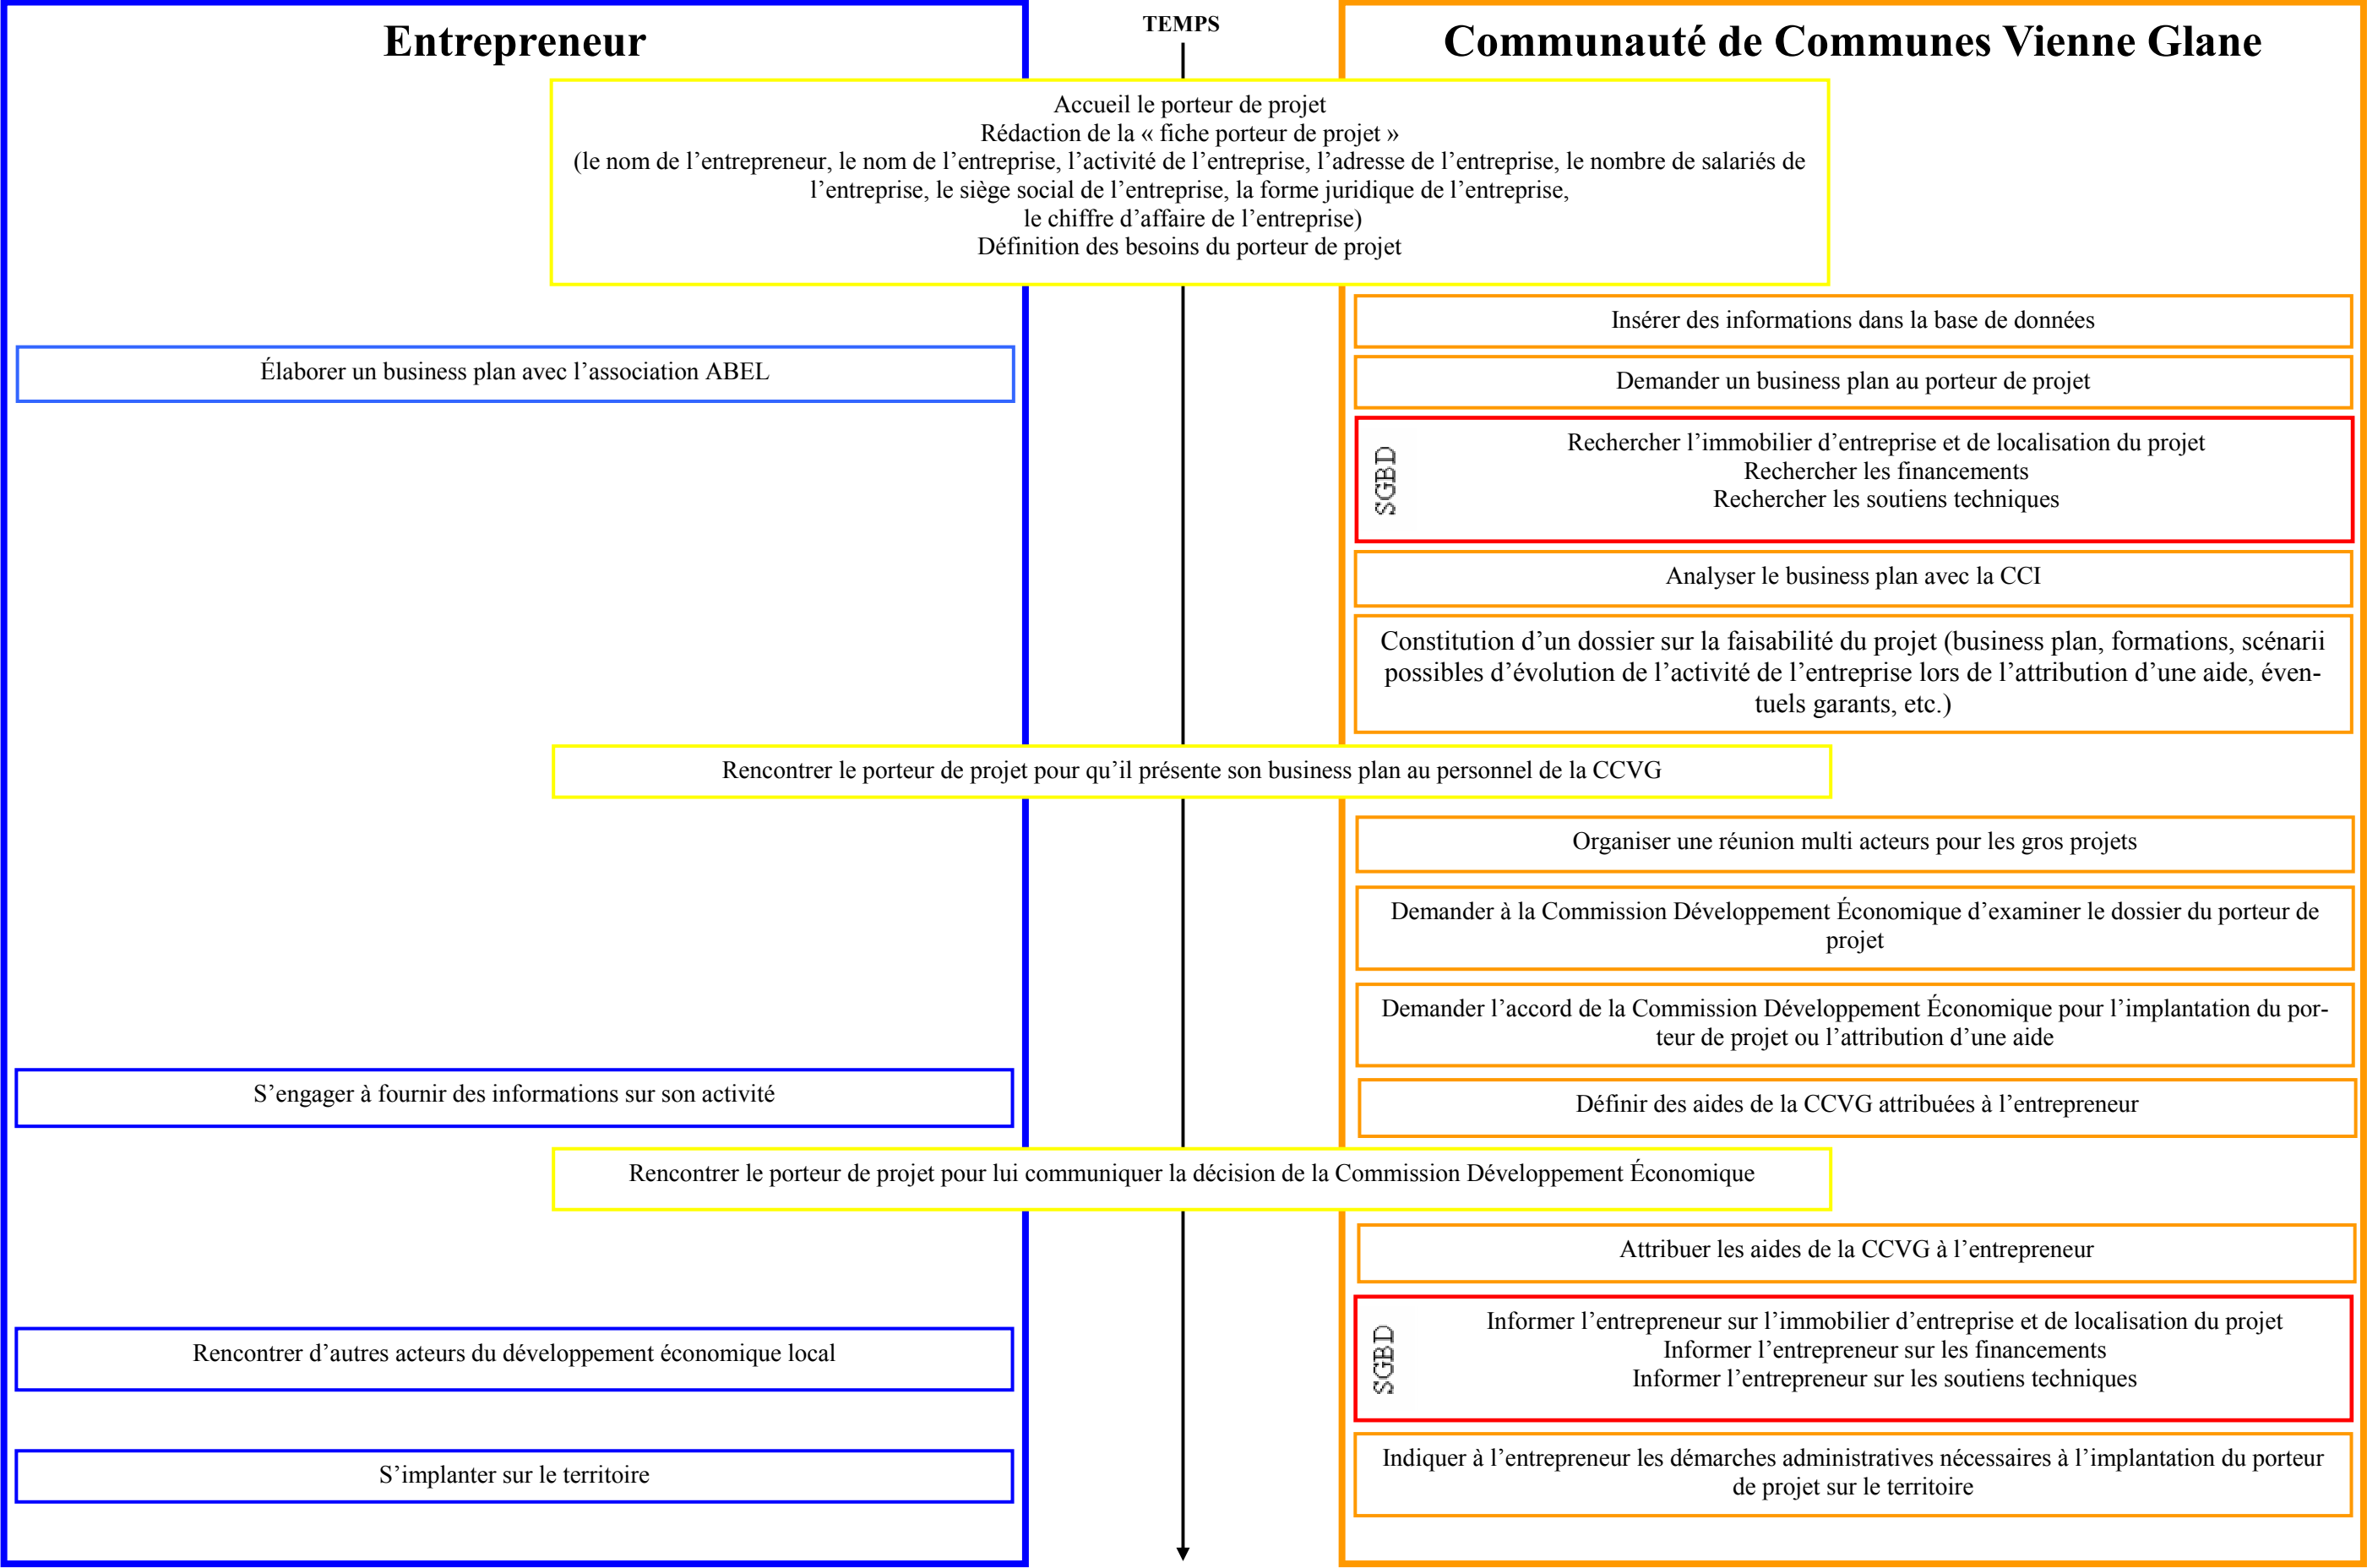 Entrepreneur
TEMPS
Communauté de Communes Vienne Glane
Accueil le porteur de projet
Rédaction de la « fiche porteur de projet »
(le nom de l’entrepreneur, le nom de l’entreprise, l’activité de l’entreprise, l’adresse de l’entreprise, le nombre de salariés de
l’entreprise, le siège social de l’entreprise, la forme juridique de l’entreprise,
le chiffre d’affaire de l’entreprise)
Définition des besoins du porteur de projet
Insérer des informations dans la base de données
Élaborer un business plan avec l’association ABEL
Demander un business plan au porteur de projet
SGBD
Rechercher l’immobilier d’entreprise et de localisation du projet
Rechercher les financements
Rechercher les soutiens techniques
Analyser le business plan avec la CCI
Constitution d’un dossier sur la faisabilité du projet (business plan, formations, scénarii
possibles d’évolution de l’activité de l’entreprise lors de l’attribution d’une aide, éven-
tuels garants, etc.)
Rencontrer le porteur de projet pour qu’il présente son business plan au personnel de la CCVG
Organiser une réunion multi acteurs pour les gros projets
Demander à la Commission Développement Économique d’examiner le dossier du porteur de
projet
Demander l’accord de la Commission Développement Économique pour l’implantation du por-
teur de projet ou l’attribution d’une aide
S’engager à fournir des informations sur son activité
Définir des aides de la CCVG attribuées à l’entrepreneur
Rencontrer le porteur de projet pour lui communiquer la décision de la Commission Développement Économique
Attribuer les aides de la CCVG à l’entrepreneur
SGBD
Informer l’entrepreneur sur l’immobilier d’entreprise et de localisation du projet
Informer l’entrepreneur sur les financements
Informer l’entrepreneur sur les soutiens techniques
Rencontrer d’autres acteurs du développement économique local
Indiquer à l’entrepreneur les démarches administratives nécessaires à l’implantation du porteur
de projet sur le territoire
S’implanter sur le territoire